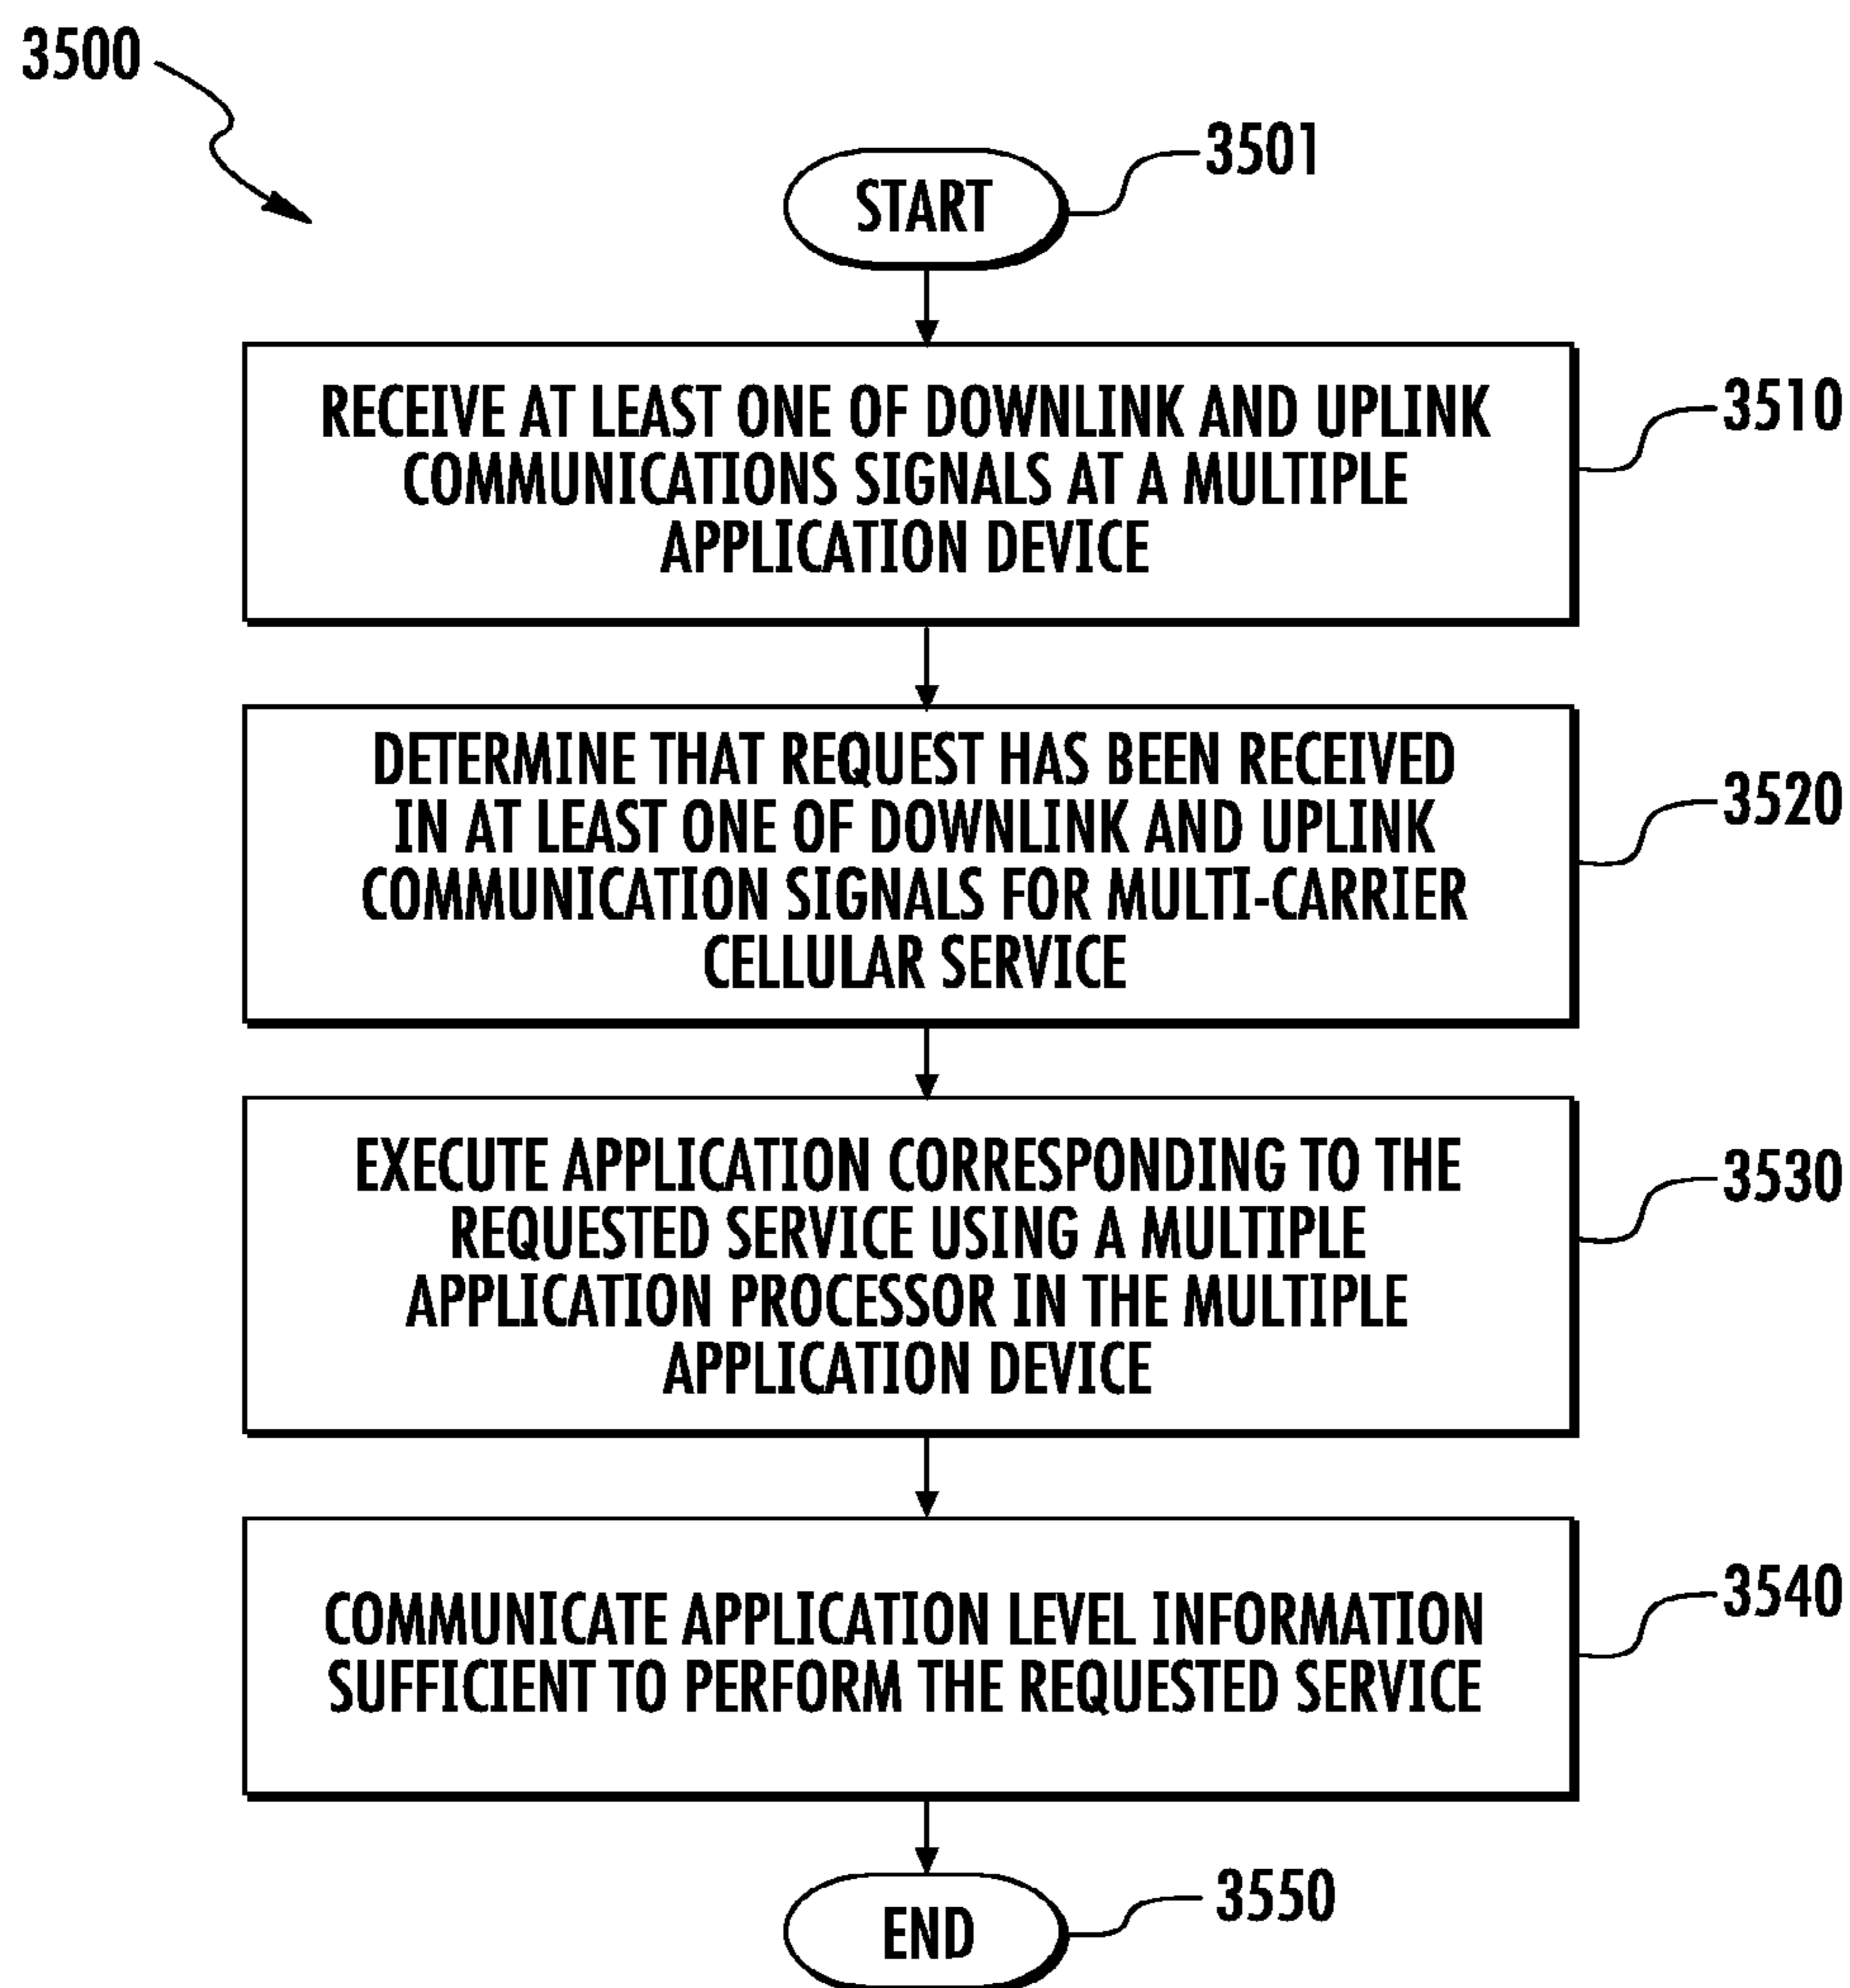 3500
START
3501
RECEIVE AT LEAST ONE OF DOWNLINK AND UPLINK
COMMUNICATIONS SIGNALS AT A MULTIPLE
APPLICATION DEVICE
3510
DETERMINE THAT REQUEST HAS BEEN RECEIVED
IN AT LEAST ONE OF DOWNLINK AND UPLINK
COMMUNICATION SIGNALS FOR MULTI-CARRIER
CELLULAR SERVICE
3520
EXECUTE APPLICATION CORRESPONDING TO THE
REQUESTED SERVICE USING A MULTIPLE
APPLICATION PROCESSOR IN THE MULTIPLE
APPLICATION DEVICE
3530
COMMUNICATE APPLICATION LEVEL INFORMATION
SUFFICIENT TO PERFORM THE REQUESTED SERVICE
3540
END
3550